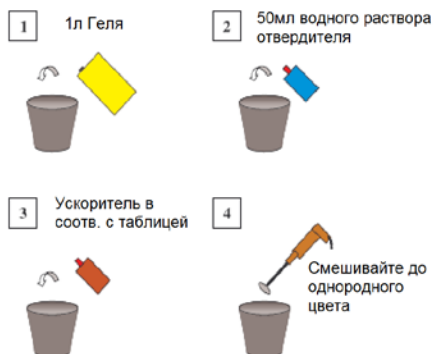 1
1л Геля
2
50мл водного раствора
отвердителя
3
Ускоритель в
соотв. с таблицей
4
Смешивайте до
однородного
цвета